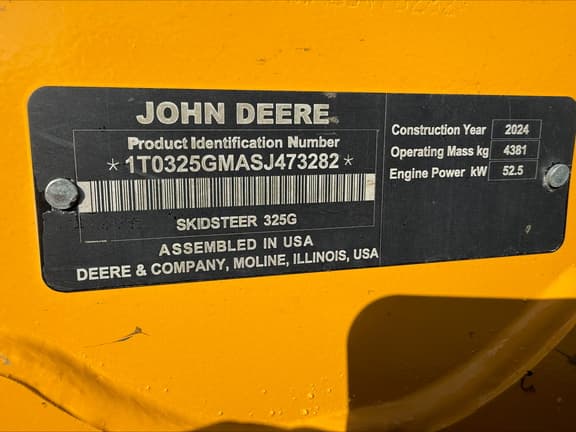 JOHN DEERE
Product Identification Number
*1T0325GMASJ473282*
SKIDSTEER 325G
ASSEMBLED IN USA
DEERE & COMPANY, MOLINE, ILLINOIS, USA
Construction Year 2024
Operating Mass kg 4381
Engine Power kW 52.5